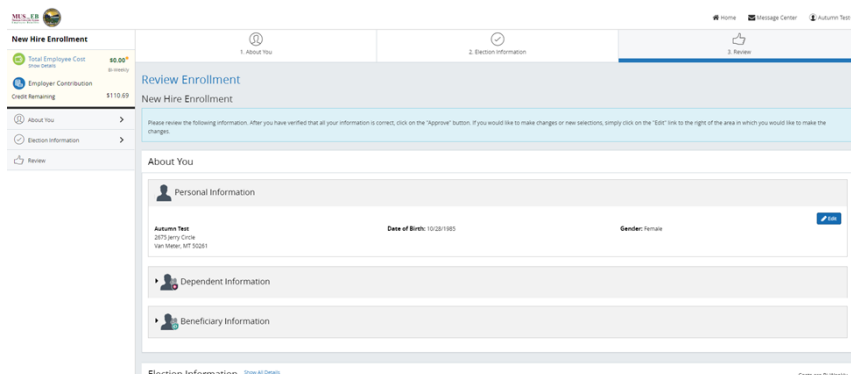 MUS_EB
Home
Message Center
Autumn Test
New Hire Enrollment
Total Employee Cost
$0.00*
Show Details
Bi-Weekly
Employer Contribution
Credit Remaining
$110.69
About You
Election Information
Review
1. About You
2. Election Information
3. Review
Review Enrollment
New Hire Enrollment
Please review the following information. After you have verified that all your information is correct, click on the "Approve" button. If you would like to make changes or new selections, simply click on the "Edit" link to the right of the area in which you would like to make the
changes.
About You
Personal Information
Edit
Autumn Test
Date of Birth: 10/28/1985
Gender: Female
2675 Jerry Circle
Van Meter, MT 50261
Dependent Information
Beneficiary Information
Election Information
Show All Details